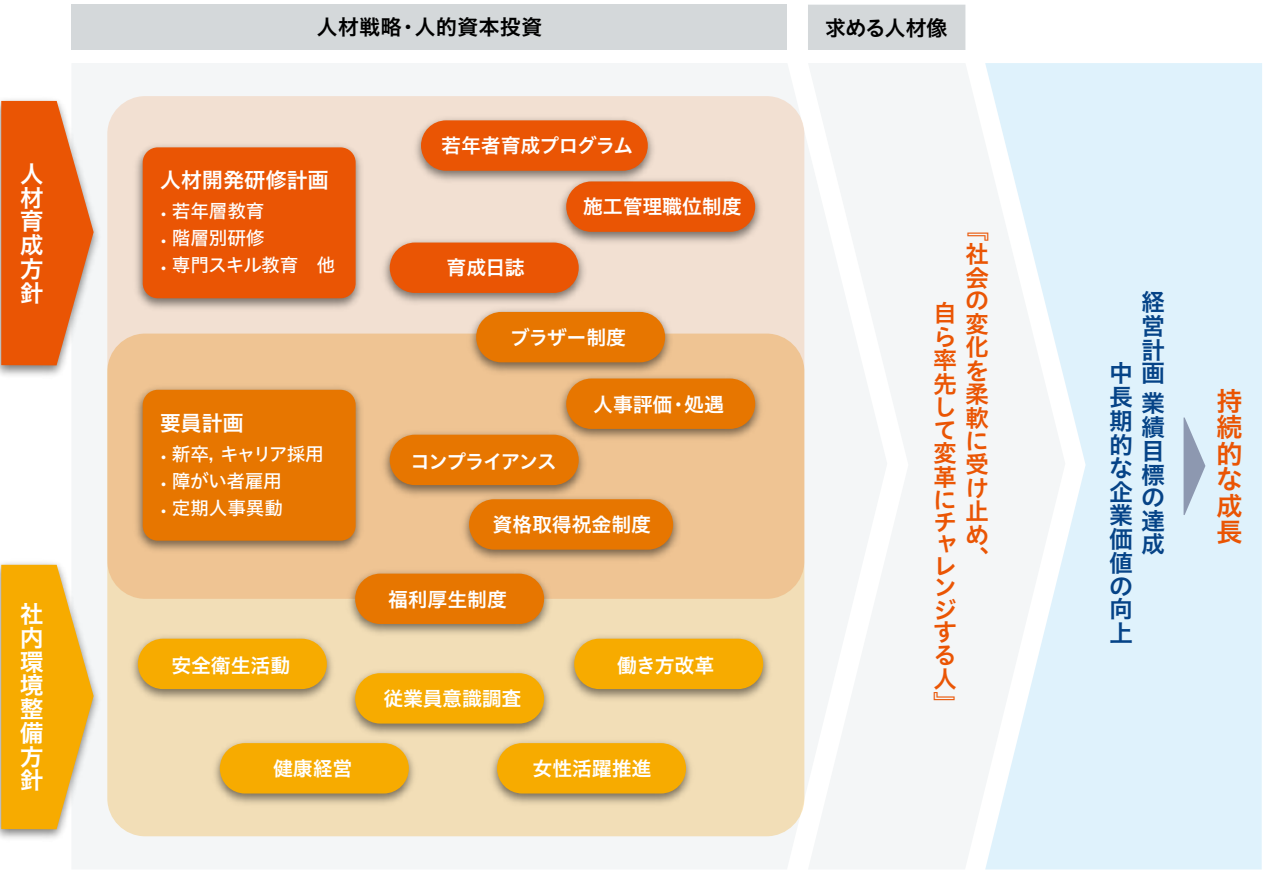 人材戦略・人的資本投資
求める人材像
人材育成方針
人材開発研修計画
・若年層教育
・階層別研修
・専門スキル教育　他
若年者育成プログラム
施工管理職位制度
育成日誌
ブラザー制度
要員計画
・新卒, キャリア採用
・障がい者雇用
・定期人事異動
人事評価・処遇
コンプライアンス
資格取得祝金制度
福利厚生制度
社内環境整備方針
安全衛生活動
働き方改革
従業員意識調査
健康経営
女性活躍推進
『社会の変化を柔軟に受け止め、
自ら率先して変革にチャレンジする人』
経営計画 業績目標の達成
中長期的な企業価値の向上
持続的な成長